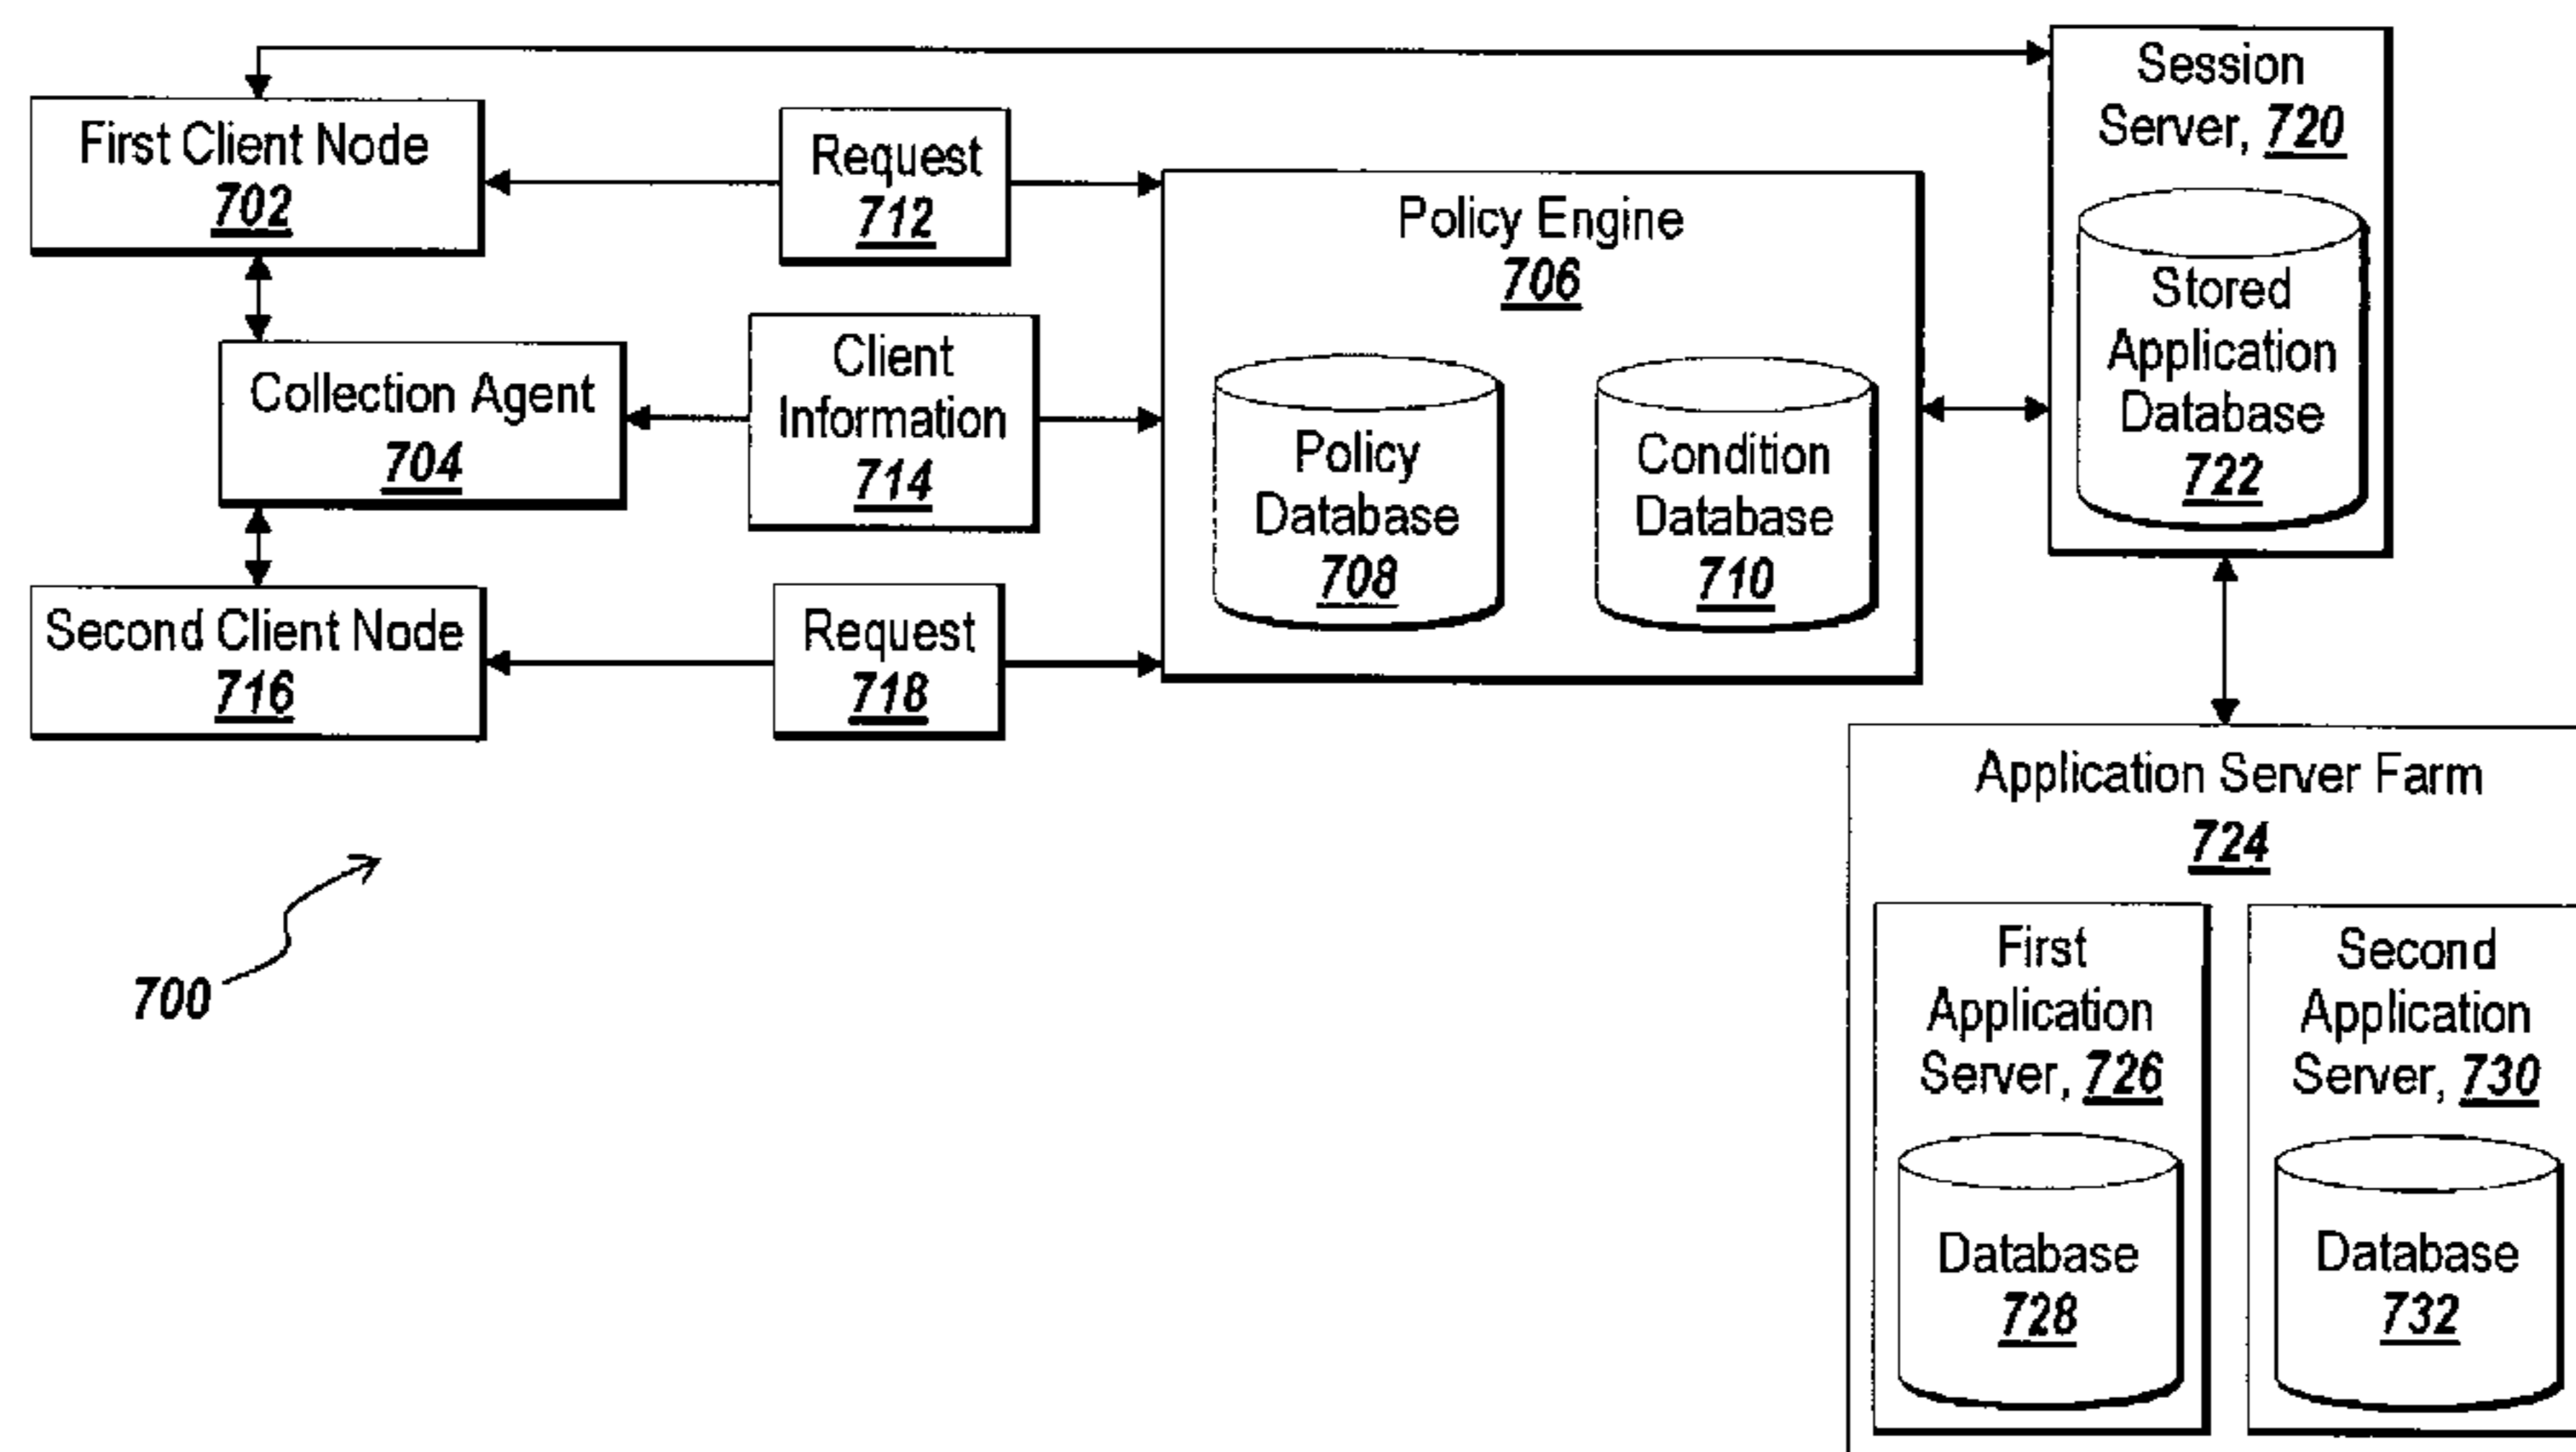 First Client Node
702
Request
712
Session
Server, 720
Stored
Application
Database
722
Policy Engine
706
Policy
Database
708
Condition
Database
710
Collection Agent
704
Client
Information
714
Second Client Node
716
Request
718
Application Server Farm
724
First
Application
Server, 726
Database
728
Second
Application
Server, 730
Database
732
700